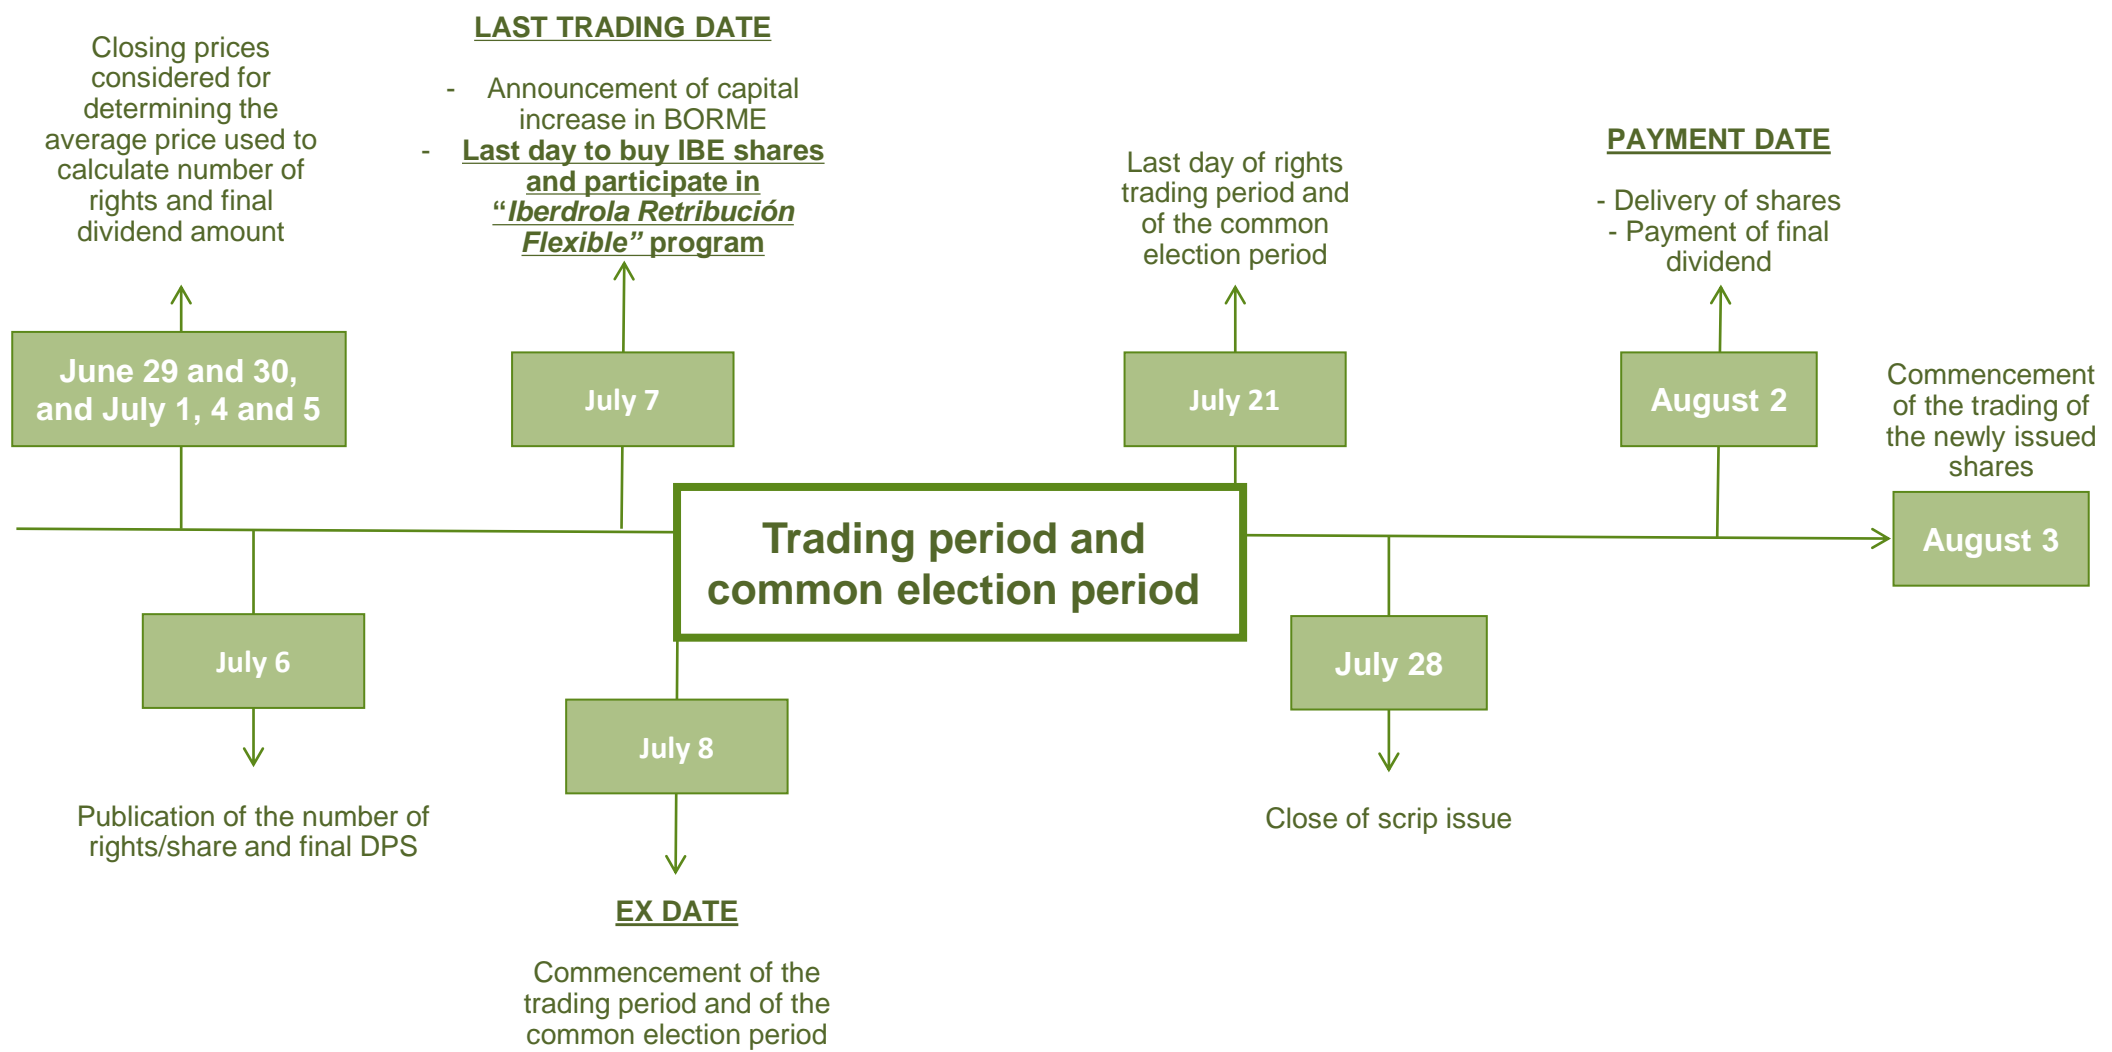 Closing prices
considered for
determining the
average price used to
calculate number of
rights and final
dividend amount
June 29 and 30,
and July 1, 4 and 5
July 6
Publication of the number of
rights/share and final DPS
LAST TRADING DATE
- Announcement of capital
increase in BORME
- Last day to buy IBE shares
and participate in
“Iberdrola Retribución
Flexible” program
July 7
Trading period and
common election period
July 8
EX DATE
Commencement of the
trading period and of the
common election period
Last day of rights
trading period and
of the common
election period
July 21
July 28
Close of scrip issue
PAYMENT DATE
- Delivery of shares
- Payment of final
dividend
August 2
Commencement
of the trading of
the newly issued
shares
August 3